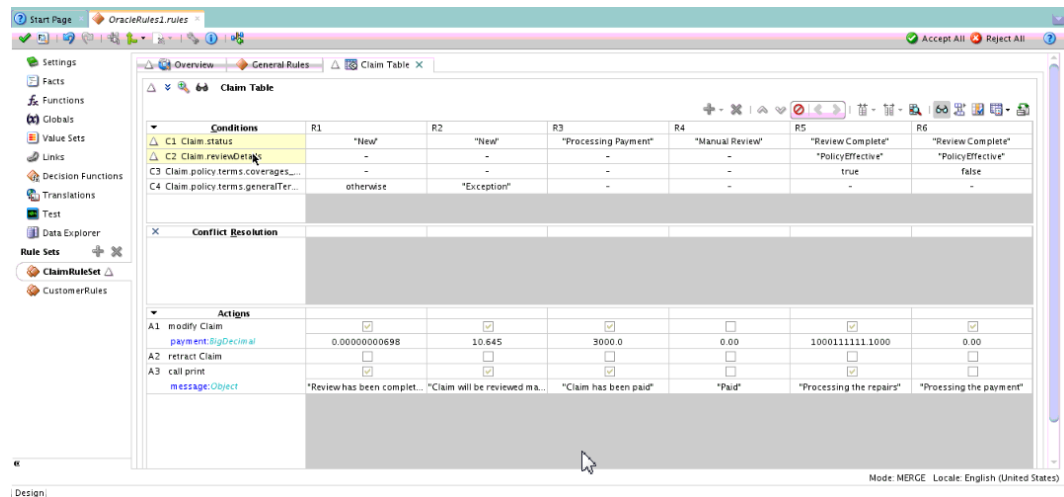 Start Page OracleRules1.rules
Accept All Reject All
Settings
Facts
Functions
Globals
Value Sets
Links
Decision Functions
Translations
Test
Data Explorer
Rule Sets
ClaimRuleSet
CustomerRules
Overview General Rules Claim Table
Claim Table
Conditions R1 R2 R3 R4 R5 R6
C1 Claim.status "New" "New" "Processing Payment" "Manual Review" "Review Complete" "Review Complete"
C2 Claim.reviewDetails - - - - "PolicyEffective" "PolicyEffective"
C3 Claim.policy.terms.coverages_... - - - - true false
C4 Claim.policy.terms.generalTer... otherwise "Exception" - - - -
Conflict Resolution
Actions
A1 modify Claim
payment:BigDecimal 0.00000000698 10.645 3000.0 0.00 1000111111.1000 0.00
A2 retract Claim
A3 call print
message:Object "Review has been complet... "Claim will be reviewed ma... "Claim has been paid" "Paid" "Processing the repairs" "Proessing the payment"
Mode: MERGE Locale: English (United States)
Design